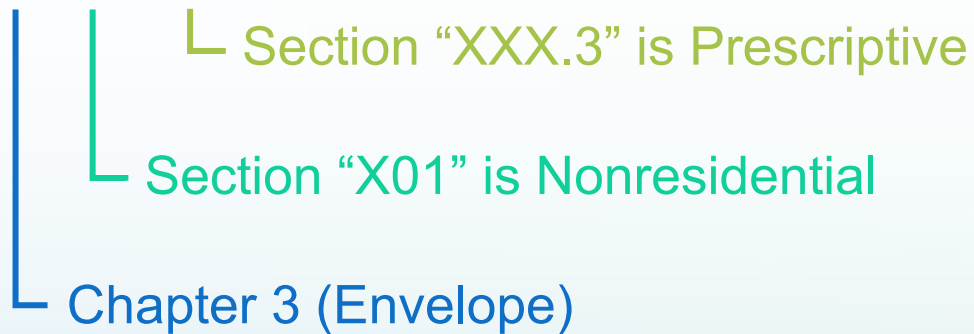 Section “XXX.3” is Prescriptive
Section “X01” is Nonresidential
Chapter 3 (Envelope)